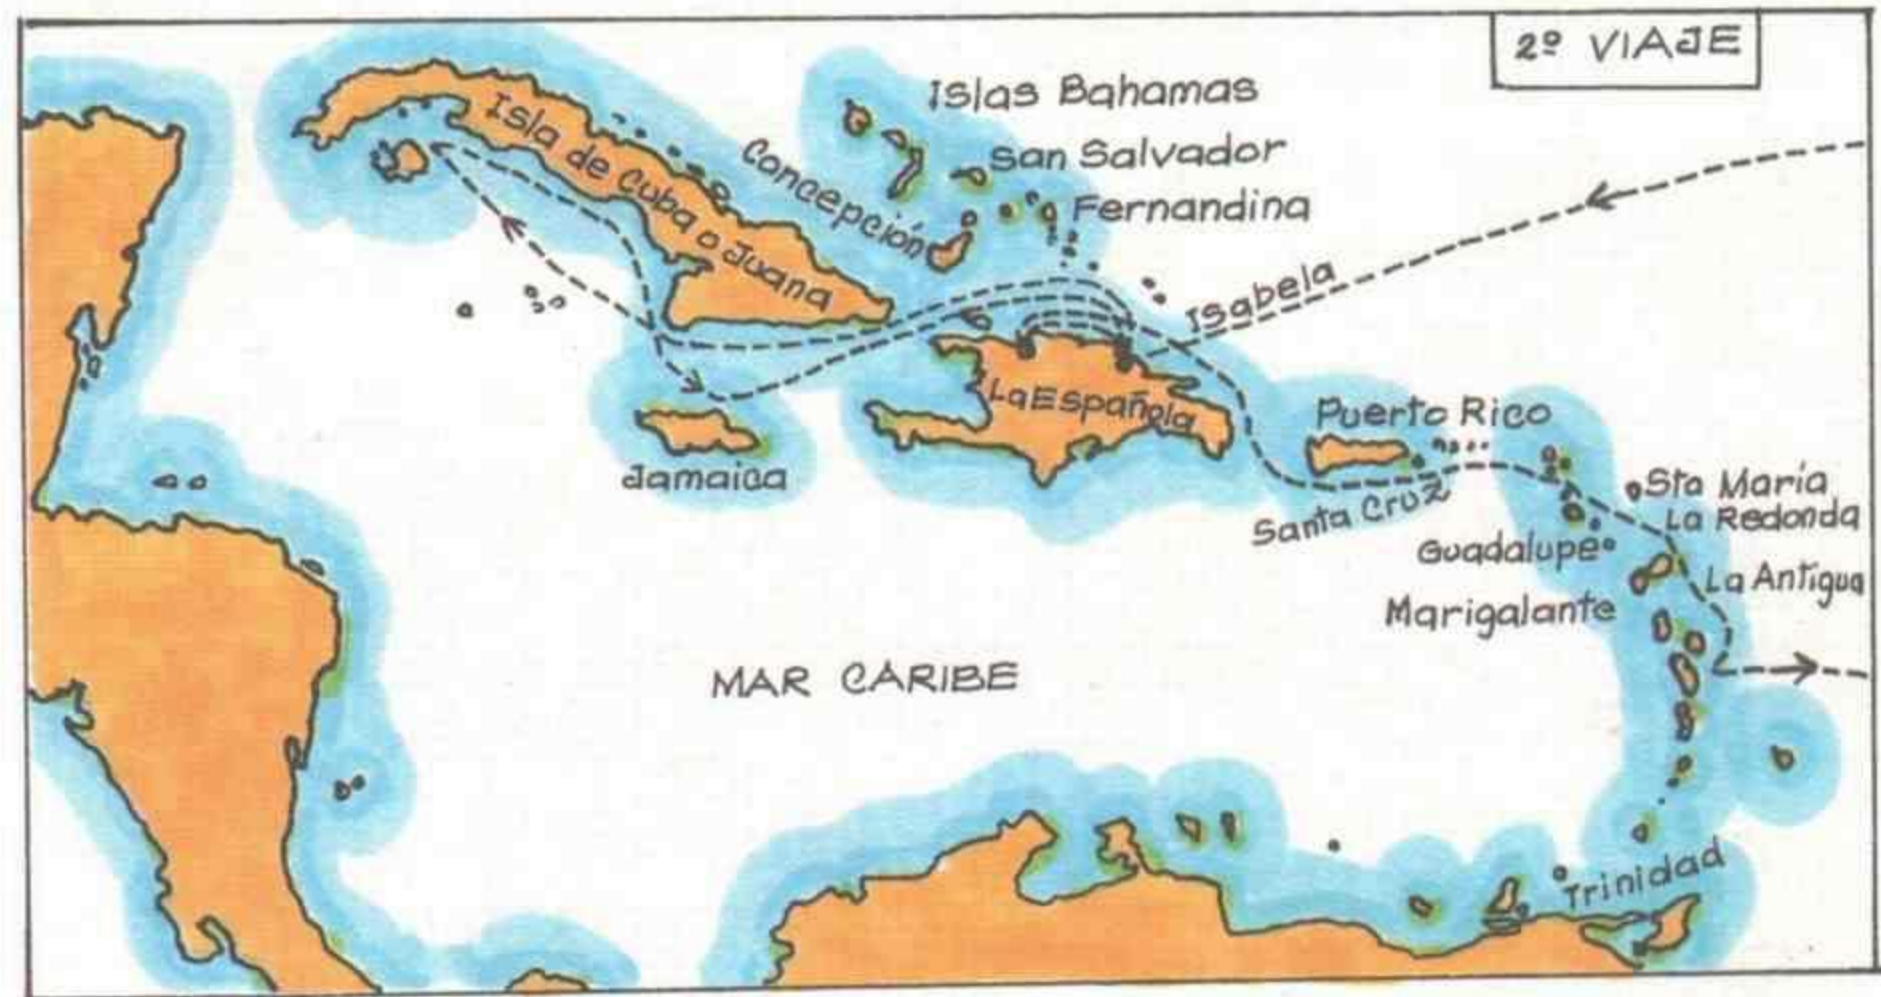 2º VIAJE
Islas Bahamas
San Salvador
Concepción
Fernandina
Isla de Cuba o Juana
Isabela
La Española
Puerto Rico
Jamaica
Santa Cruz
Sta María
La Redonda
Guadalupe
La Antigua
Marigalante
MAR CARIBE
Trinidad